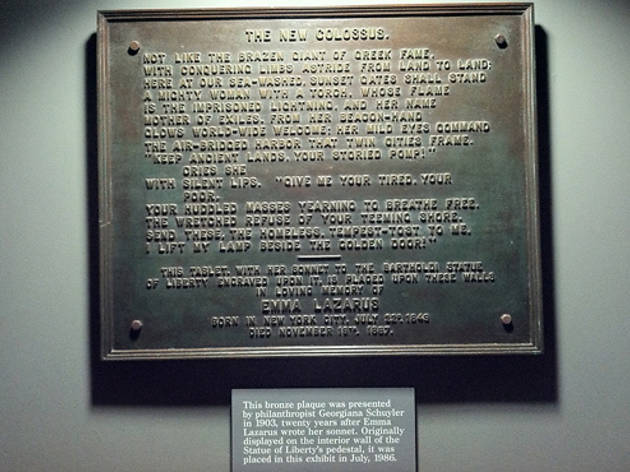 THE NEW COLOSSUS.
NOT LIKE THE BRAZEN GIANT OF GREEK FAME,
WITH CONQUERING LIMBS ASTRIDE FROM LAND TO LAND;
HERE AT OUR SEA-WASHED, SUNSET GATES SHALL STAND
A MIGHTY WOMAN WITH A TORCH, WHOSE FLAME
IS THE IMPRISONED LIGHTNING, AND HER NAME
MOTHER OF EXILES. FROM HER BEACON-HAND
GLOWS WORLD-WIDE WELCOME; HER MILD EYES COMMAND
THE AIR-BRIDGED HARBOR THAT TWIN CITIES FRAME.
"KEEP ANCIENT LANDS, YOUR STORIED POMP!"
CRIES SHE
WITH SILENT LIPS. "GIVE ME YOUR TIRED, YOUR
POOR,
YOUR HUDDLED MASSES YEARNING TO BREATHE FREE,
THE WRETCHED REFUSE OF YOUR TEEMING SHORE.
SEND THESE, THE HOMELESS, TEMPEST-TOST TO ME,
I LIFT MY LAMP BESIDE THE GOLDEN DOOR!"
THIS TABLET, WITH HER SONNET TO THE BARTHOLDI STATUE
OF LIBERTY ENGRAVED UPON IT, IS PLACED UPON THESE WALLS
IN LOVING MEMORY OF
EMMA LAZARUS
BORN IN NEW YORK CITY, JULY 22D, 1849
DIED NOVEMBER 19TH, 1887.
This bronze plaque was presented
by philanthropist Georgiana Schuyler
in 1903, twenty years after Emma
Lazarus wrote her sonnet. Originally
displayed on the interior wall of the
Statue of Liberty's pedestal, it was
placed in this exhibit in July, 1986.